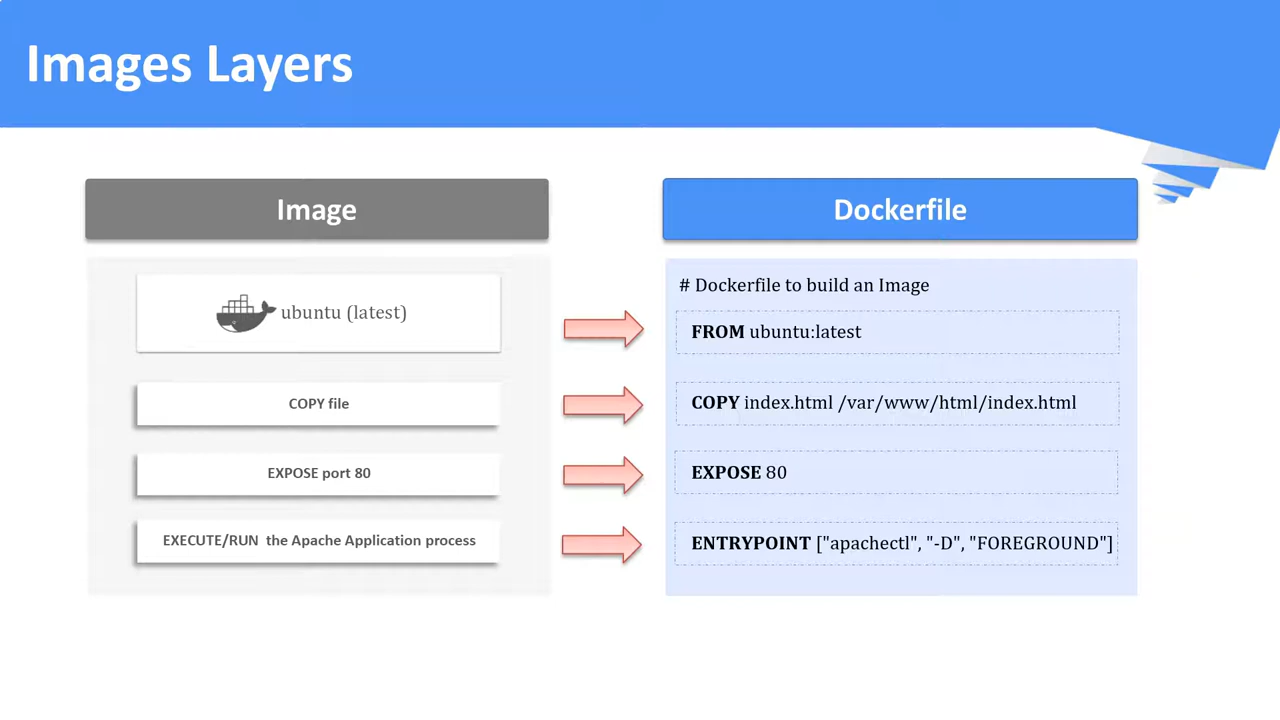 Images Layers
Image
Dockerfile
ubuntu (latest)
COPY file
EXPOSE port 80
EXECUTE/RUN the Apache Application process
# Dockerfile to build an Image
FROM ubuntu:latest
COPY index.html /var/www/html/index.html
EXPOSE 80
ENTRYPOINT ["apachectl", "-D", "FOREGROUND"]